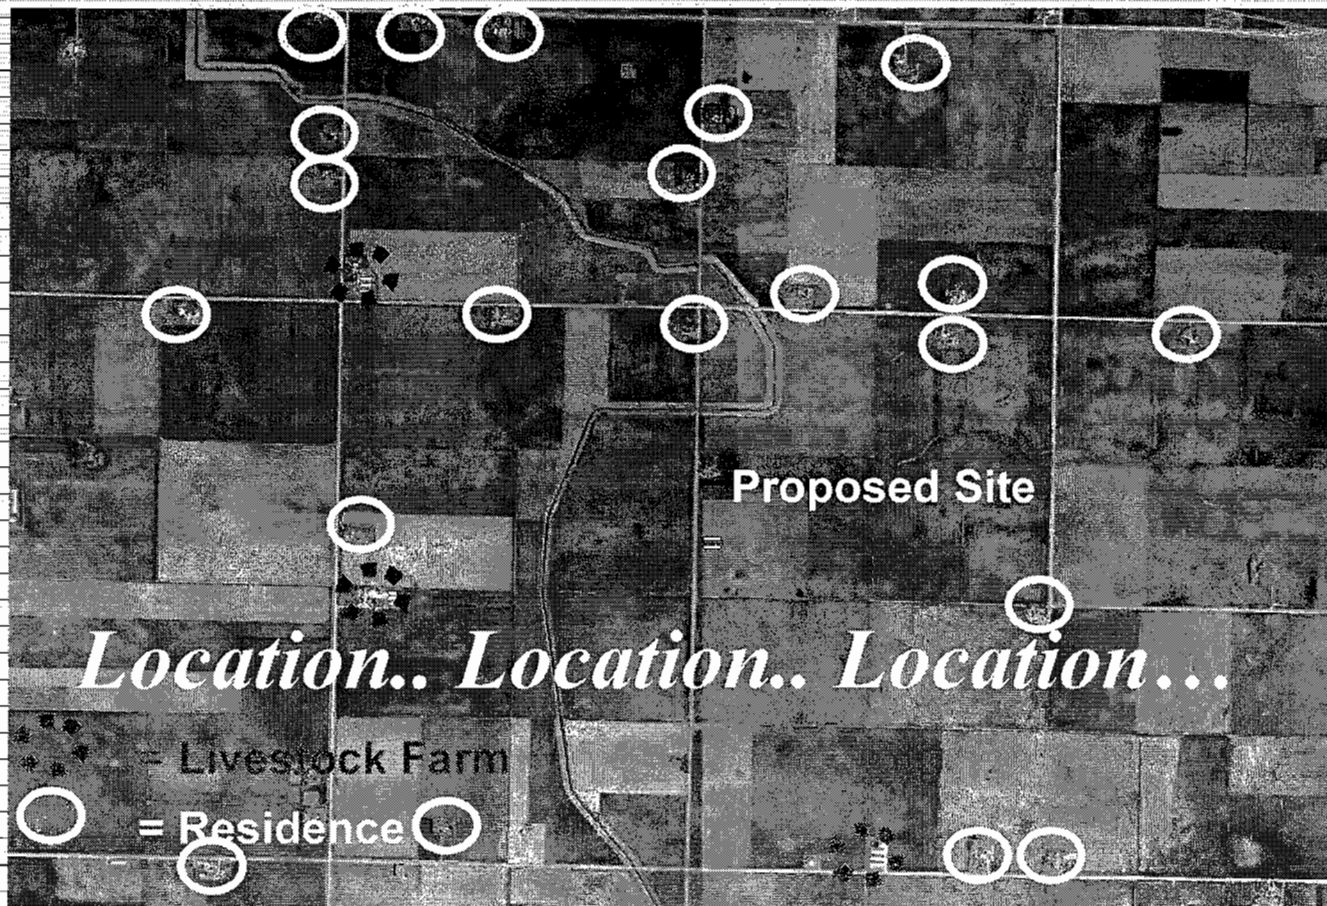 Proposed Site
Location.. Location.. Location...
= Livestock Farm
= Residence